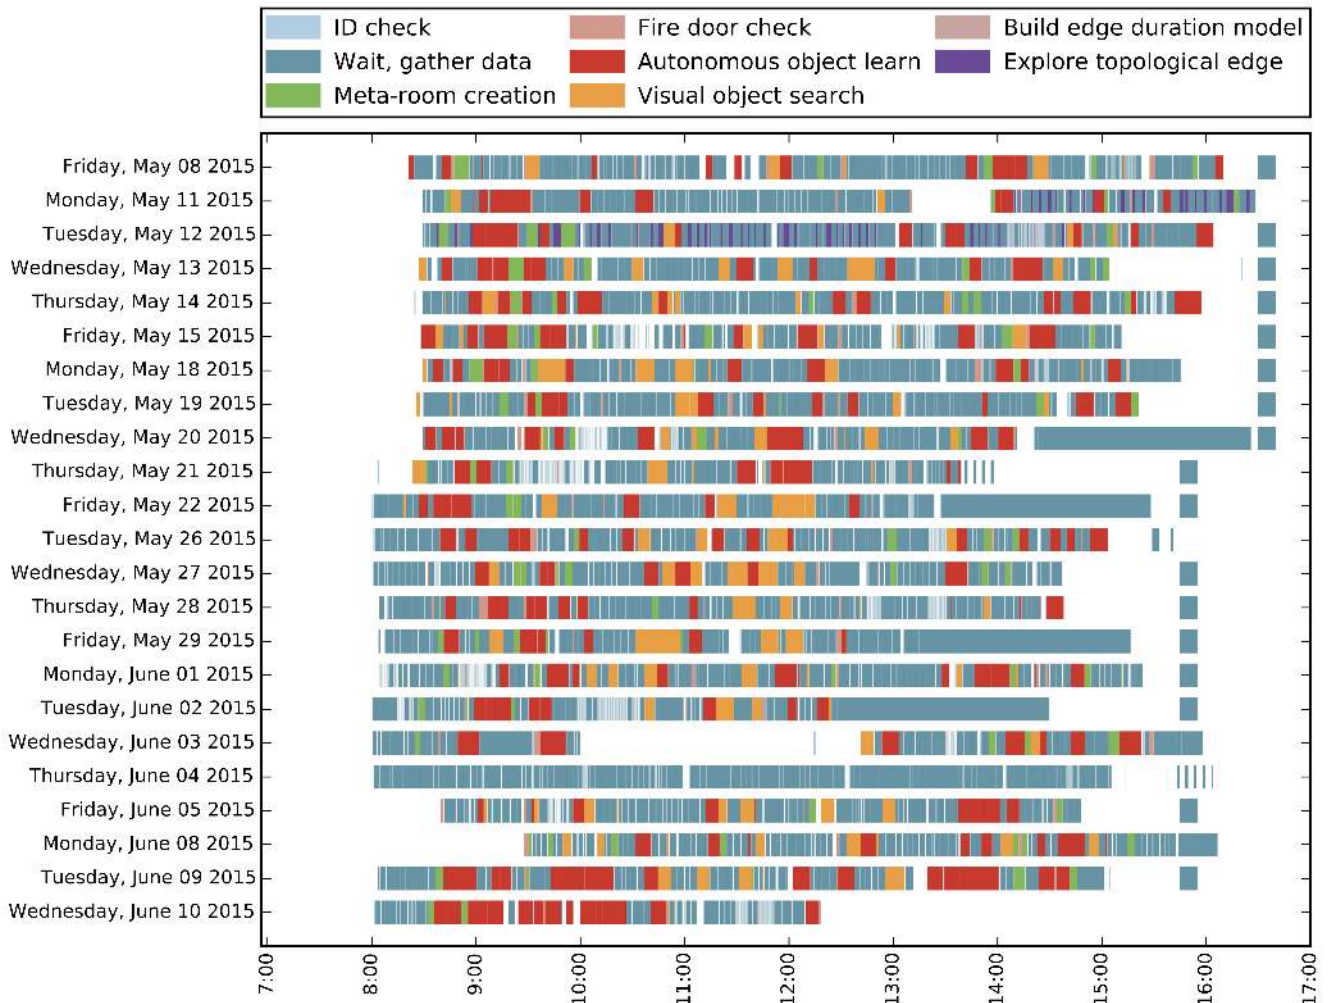 ID check Fire door check Build edge duration model
Wait, gather data Autonomous object learn Explore topological edge
Meta-room creation Visual object search
Friday, May 08 2015
Monday, May 11 2015
Tuesday, May 12 2015
Wednesday, May 13 2015
Thursday, May 14 2015
Friday, May 15 2015
Monday, May 18 2015
Tuesday, May 19 2015
Wednesday, May 20 2015
Thursday, May 21 2015
Friday, May 22 2015
Tuesday, May 26 2015
Wednesday, May 27 2015
Thursday, May 28 2015
Friday, May 29 2015
Monday, June 01 2015
Tuesday, June 02 2015
Wednesday, June 03 2015
Thursday, June 04 2015
Friday, June 05 2015
Monday, June 08 2015
Tuesday, June 09 2015
Wednesday, June 10 2015
7:00 8:00 9:00 10:00 11:00 12:00 13:00 14:00 15:00 16:00 17:00